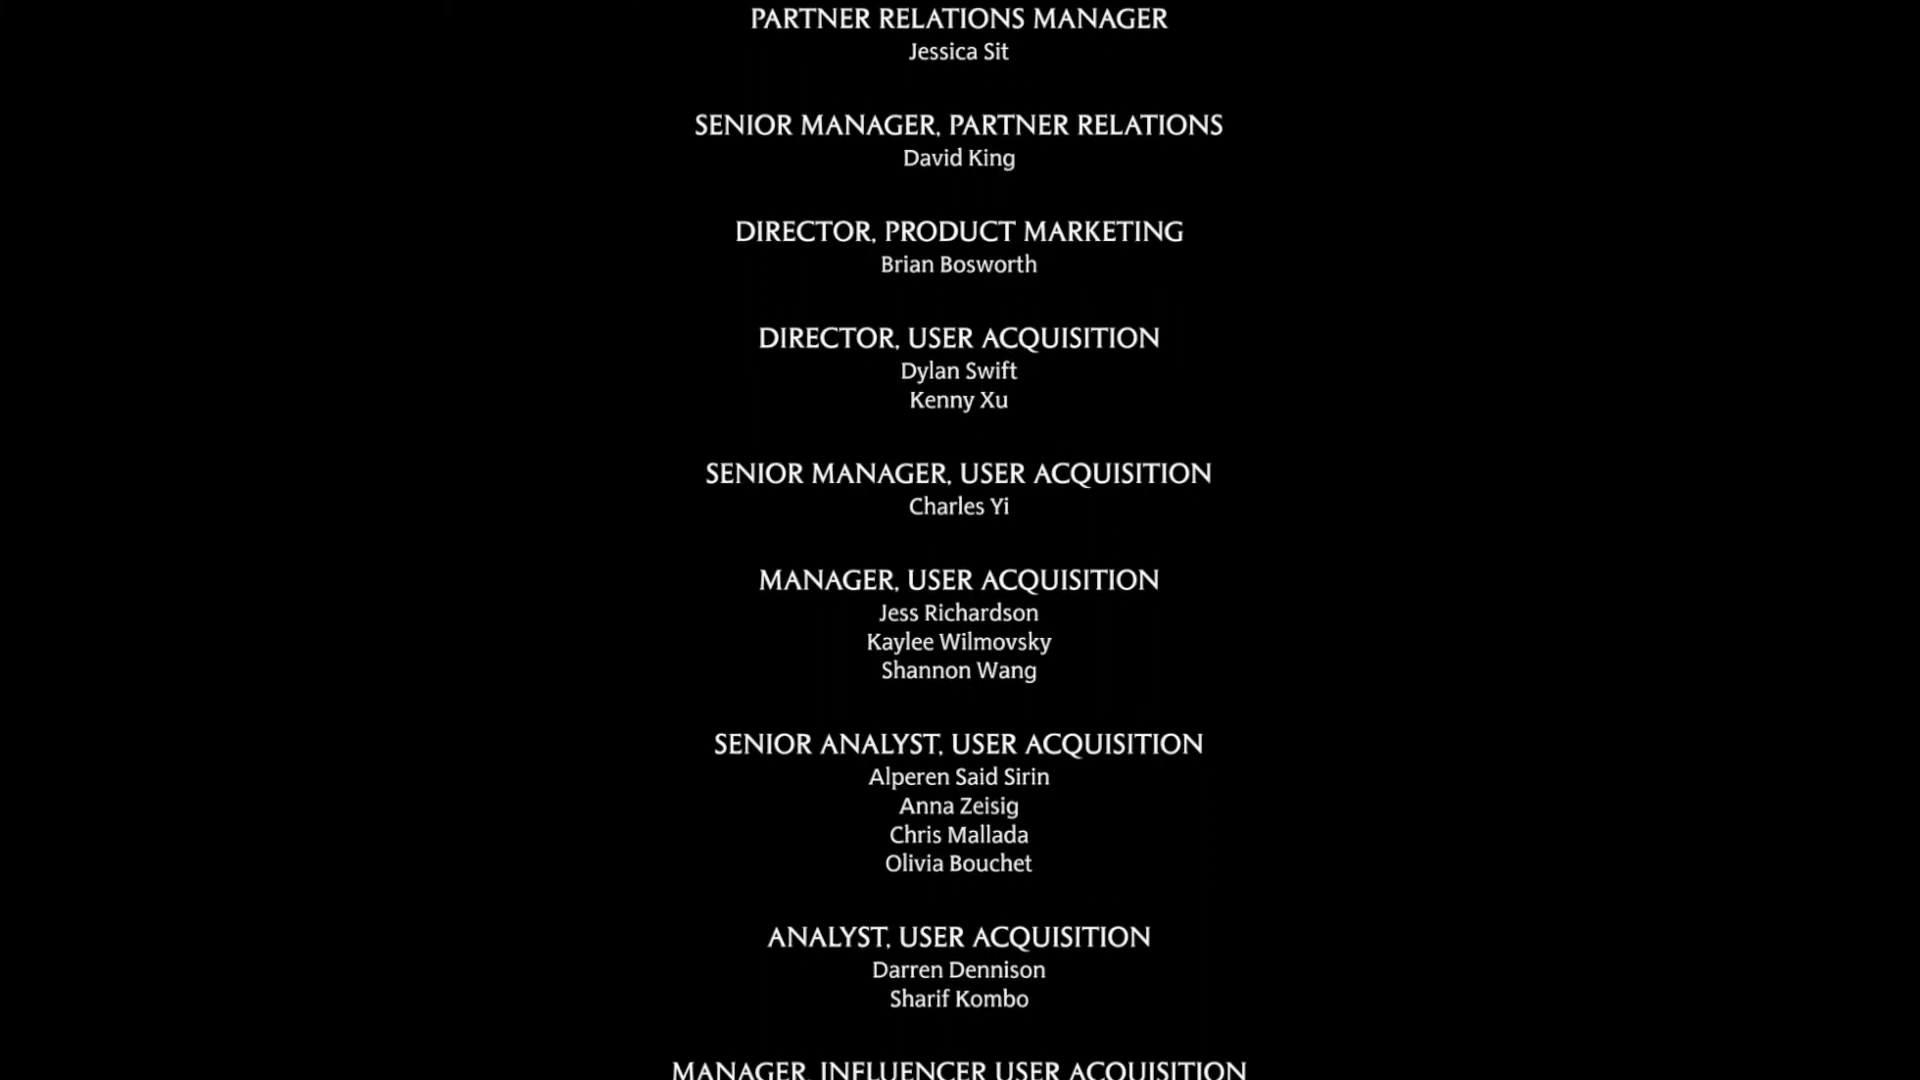 PARTNER RELATIONS MANAGER
Jessica Sit
SENIOR MANAGER, PARTNER RELATIONS
David King
DIRECTOR, PRODUCT MARKETING
Brian Bosworth
DIRECTOR, USER ACQUISITION
Dylan Swift
Kenny Xu
SENIOR MANAGER, USER ACQUISITION
Charles Yi
MANAGER, USER ACQUISITION
Jess Richardson
Kaylee Wilmovsky
Shannon Wang
SENIOR ANALYST, USER ACQUISITION
Alperen Said Sirin
Anna Zeisig
Chris Mallada
Olivia Bouchet
ANALYST, USER ACQUISITION
Darren Dennison
Sharif Kombo
MANAGER, INFLUENCER USER ACQUISITION